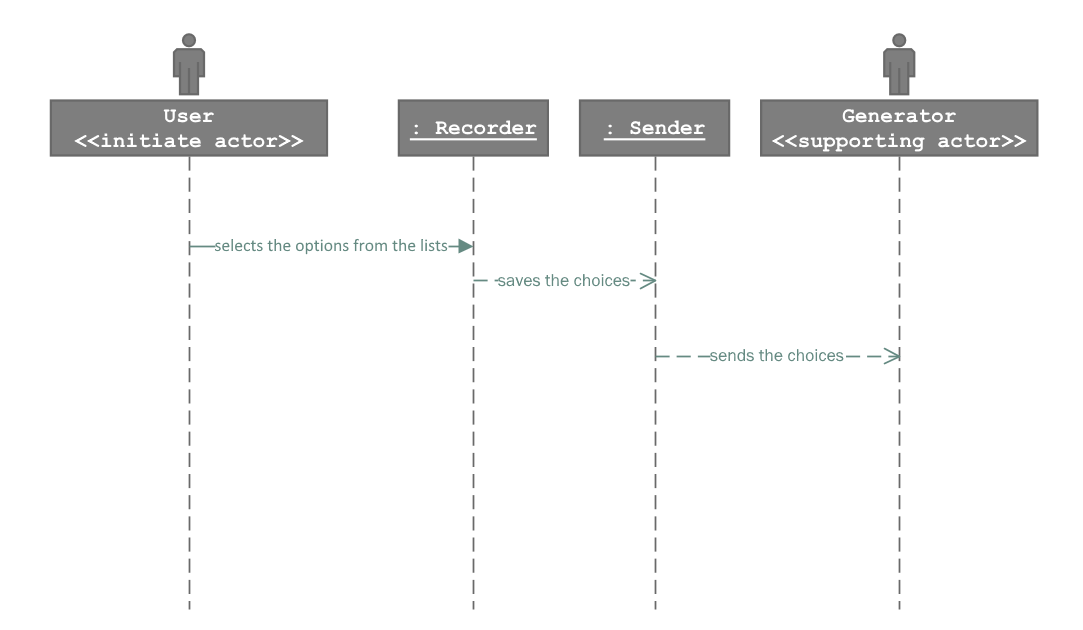 User
<<initiate actor>>
: Recorder
: Sender
Generator
<<supporting actor>>
selects the options from the lists
saves the choices
sends the choices